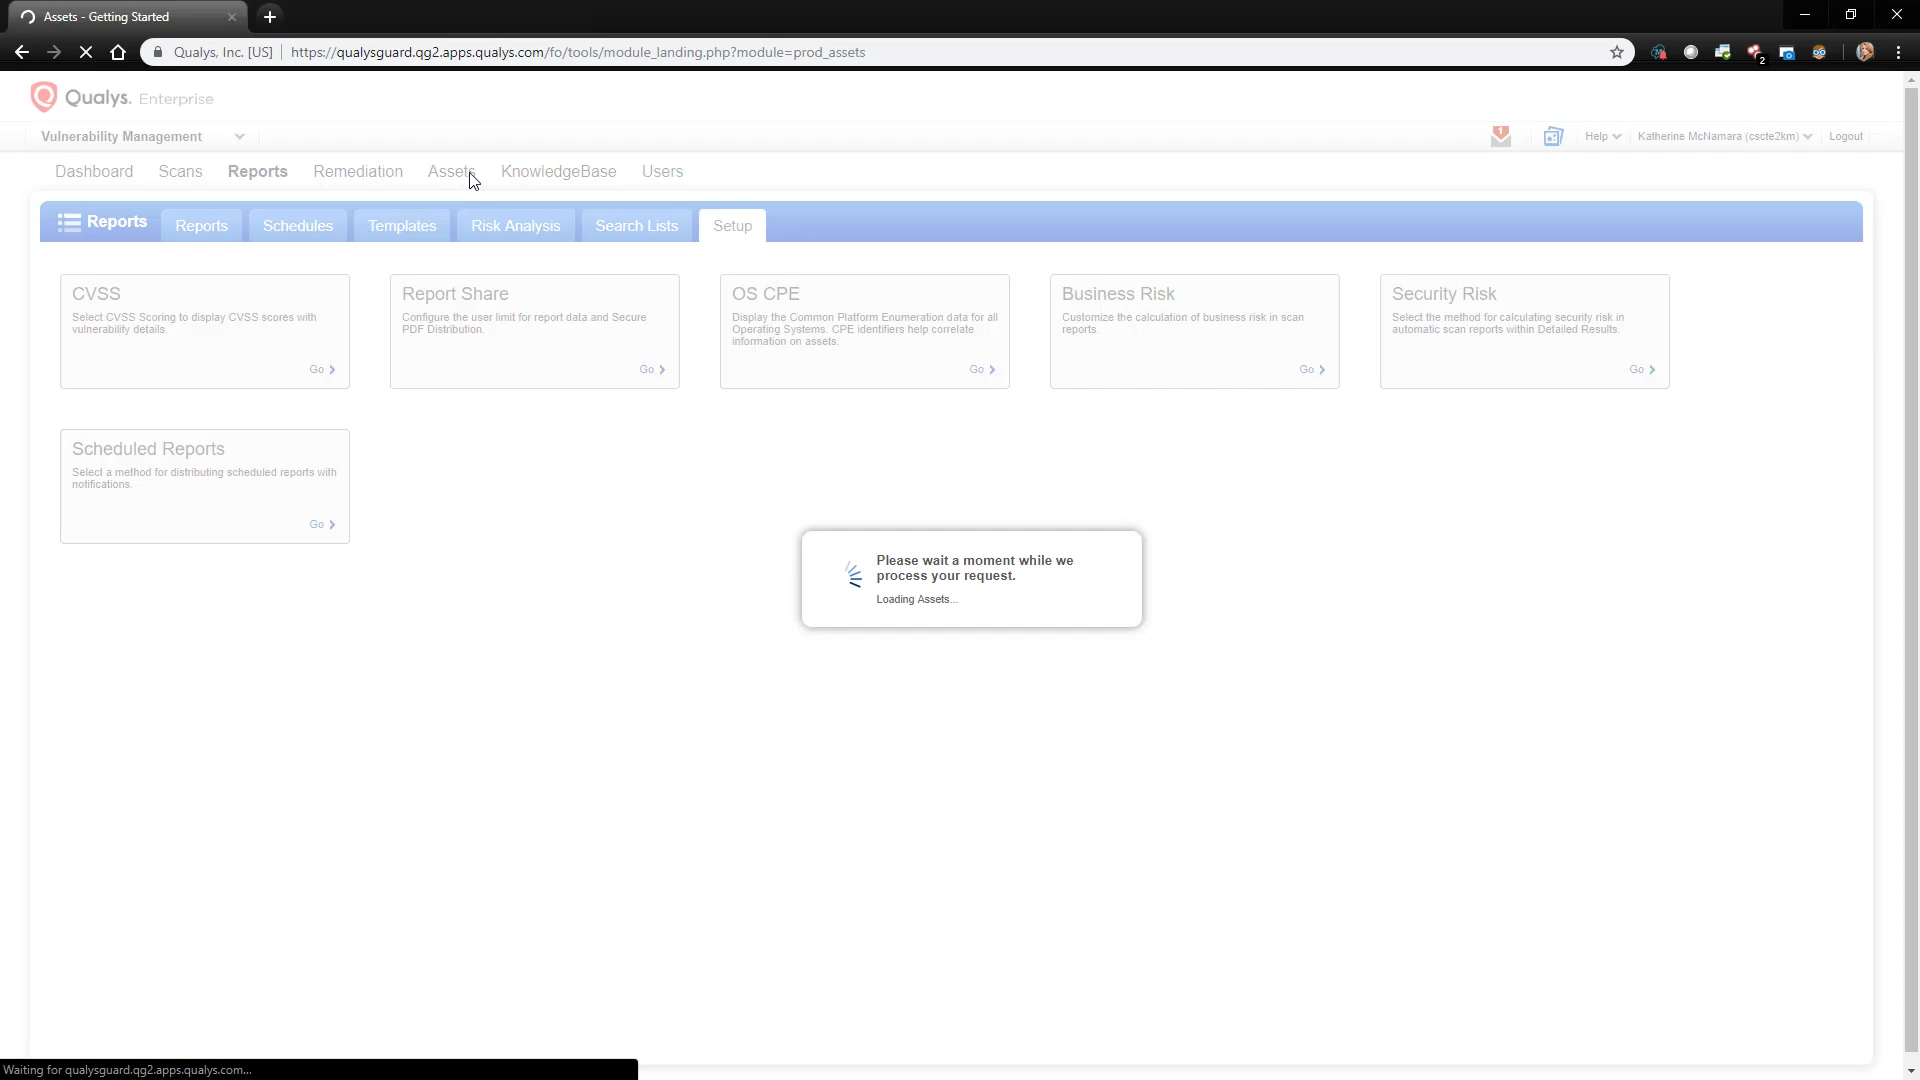 Assets - Getting Started
Qualys, Inc. [US] https://qualysguard.qg2.apps.qualys.com/fo/tools/module_landing.php?module=prod_assets
2
Qualys. Enterprise
Vulnerability Management
1
Help
Katherine McNamara (cscte2km)
Logout
Dashboard Scans Reports Remediation Assets KnowledgeBase Users
Reports Reports Schedules Templates Risk Analysis Search Lists Setup
CVSS
Select CVSS Scoring to display CVSS scores with
vulnerability details.
Go
Report Share
Configure the user limit for report data and Secure
PDF Distribution.
Go
OS CPE
Display the Common Platform Enumeration data for all
Operating Systems. CPE identifiers help correlate
information on assets.
Go
Business Risk
Customize the calculation of business risk in scan
reports.
Go
Security Risk
Select the method for calculating security risk in
automatic scan reports within Detailed Results.
Go
Scheduled Reports
Select a method for distributing scheduled reports with
notifications.
Go
Please wait a moment while we
process your request.
Loading Assets...
Waiting for qualysguard.qg2.apps.qualys.com...